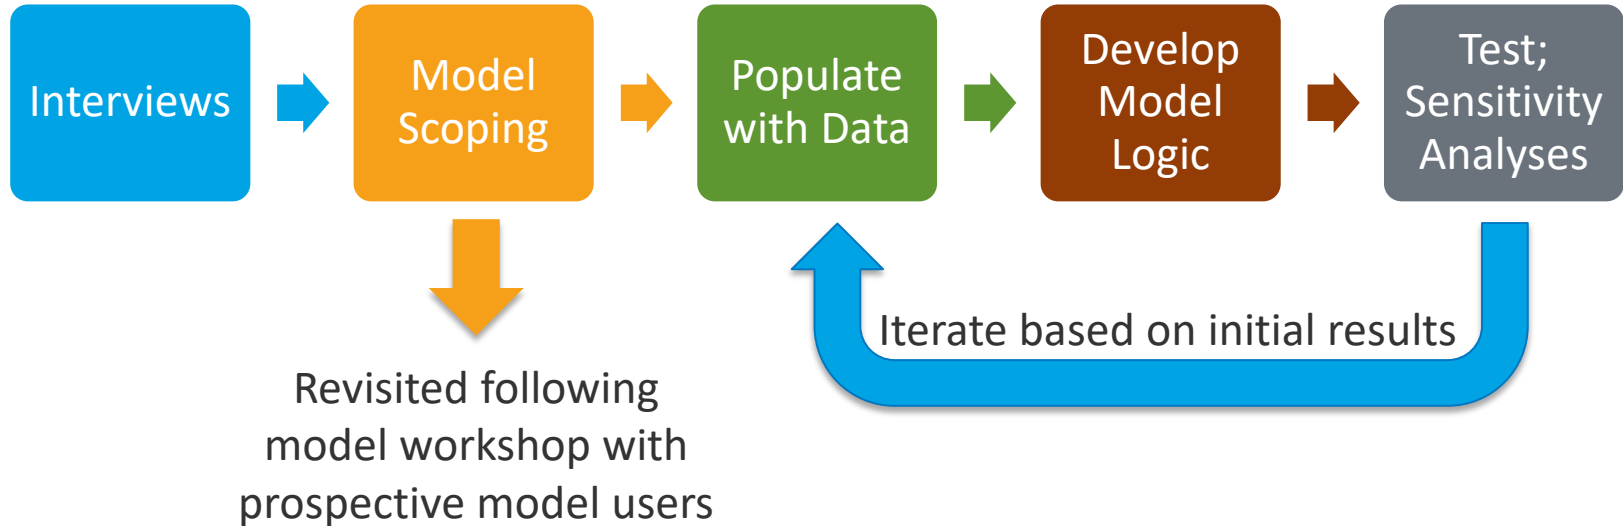 Interviews
Model
Scoping
Populate
with Data
Develop
Model
Logic
Test;
Sensitivity
Analyses
Revisited following
model workshop with
prospective model users
Iterate based on initial results